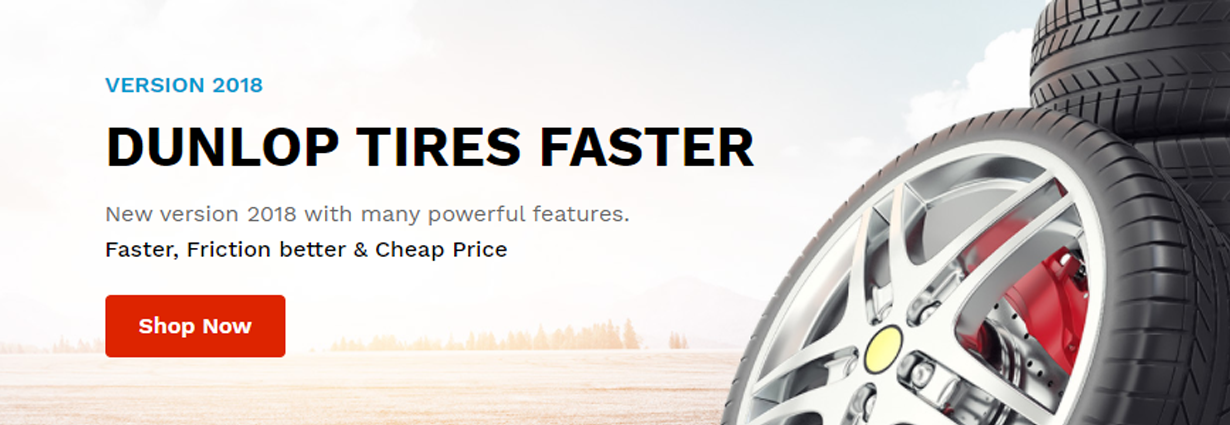 VERSION 2018
DUNLOP TIRES FASTER
New version 2018 with many powerful features.
Faster, Friction better & Cheap Price
Shop Now